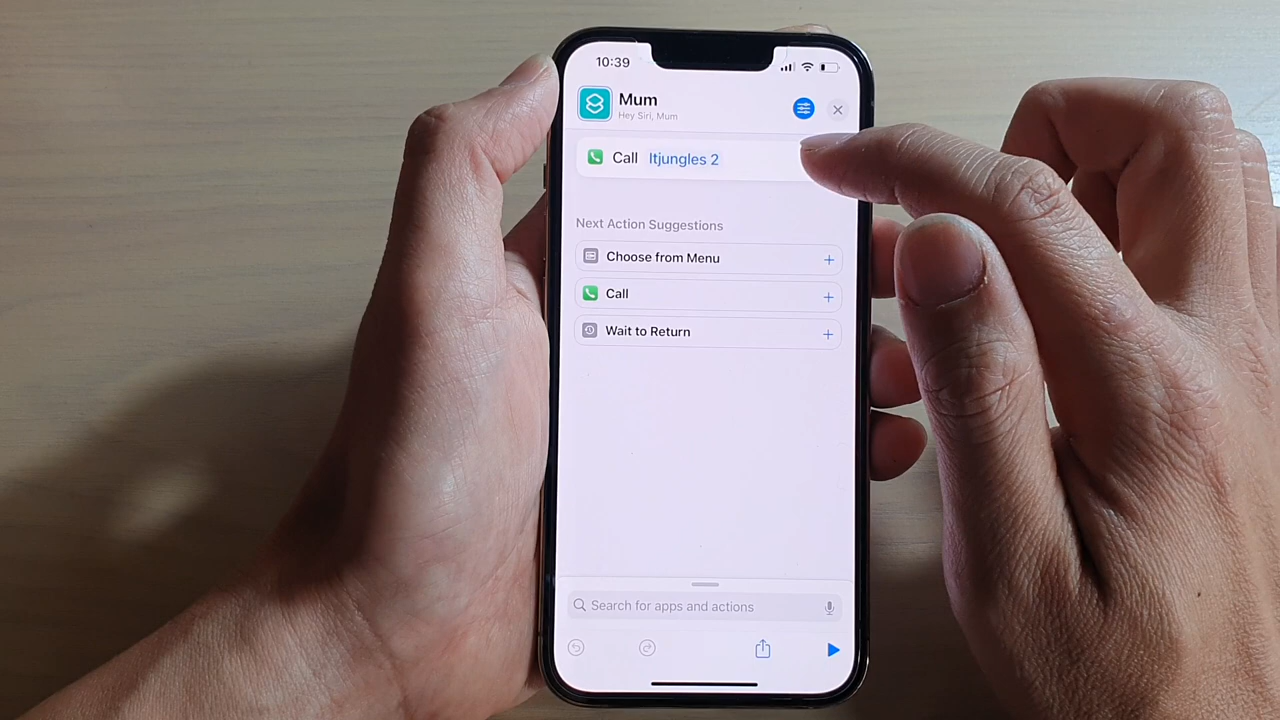 10:39
Mum
Hey Siri, Mum
Call Itjungles 2
Next Action Suggestions
Choose from Menu
Call
Wait to Return
Search for apps and actions